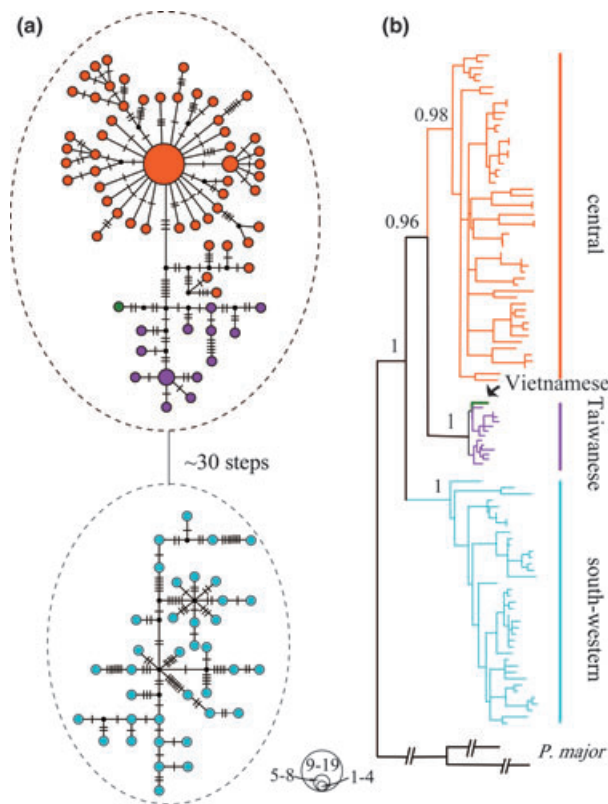 (a)
(b)
0.98
0.96
central
1
Vietnamese
1
Taiwanese
~30 steps
1
south-western
P. major
9-19
5-8
1-4